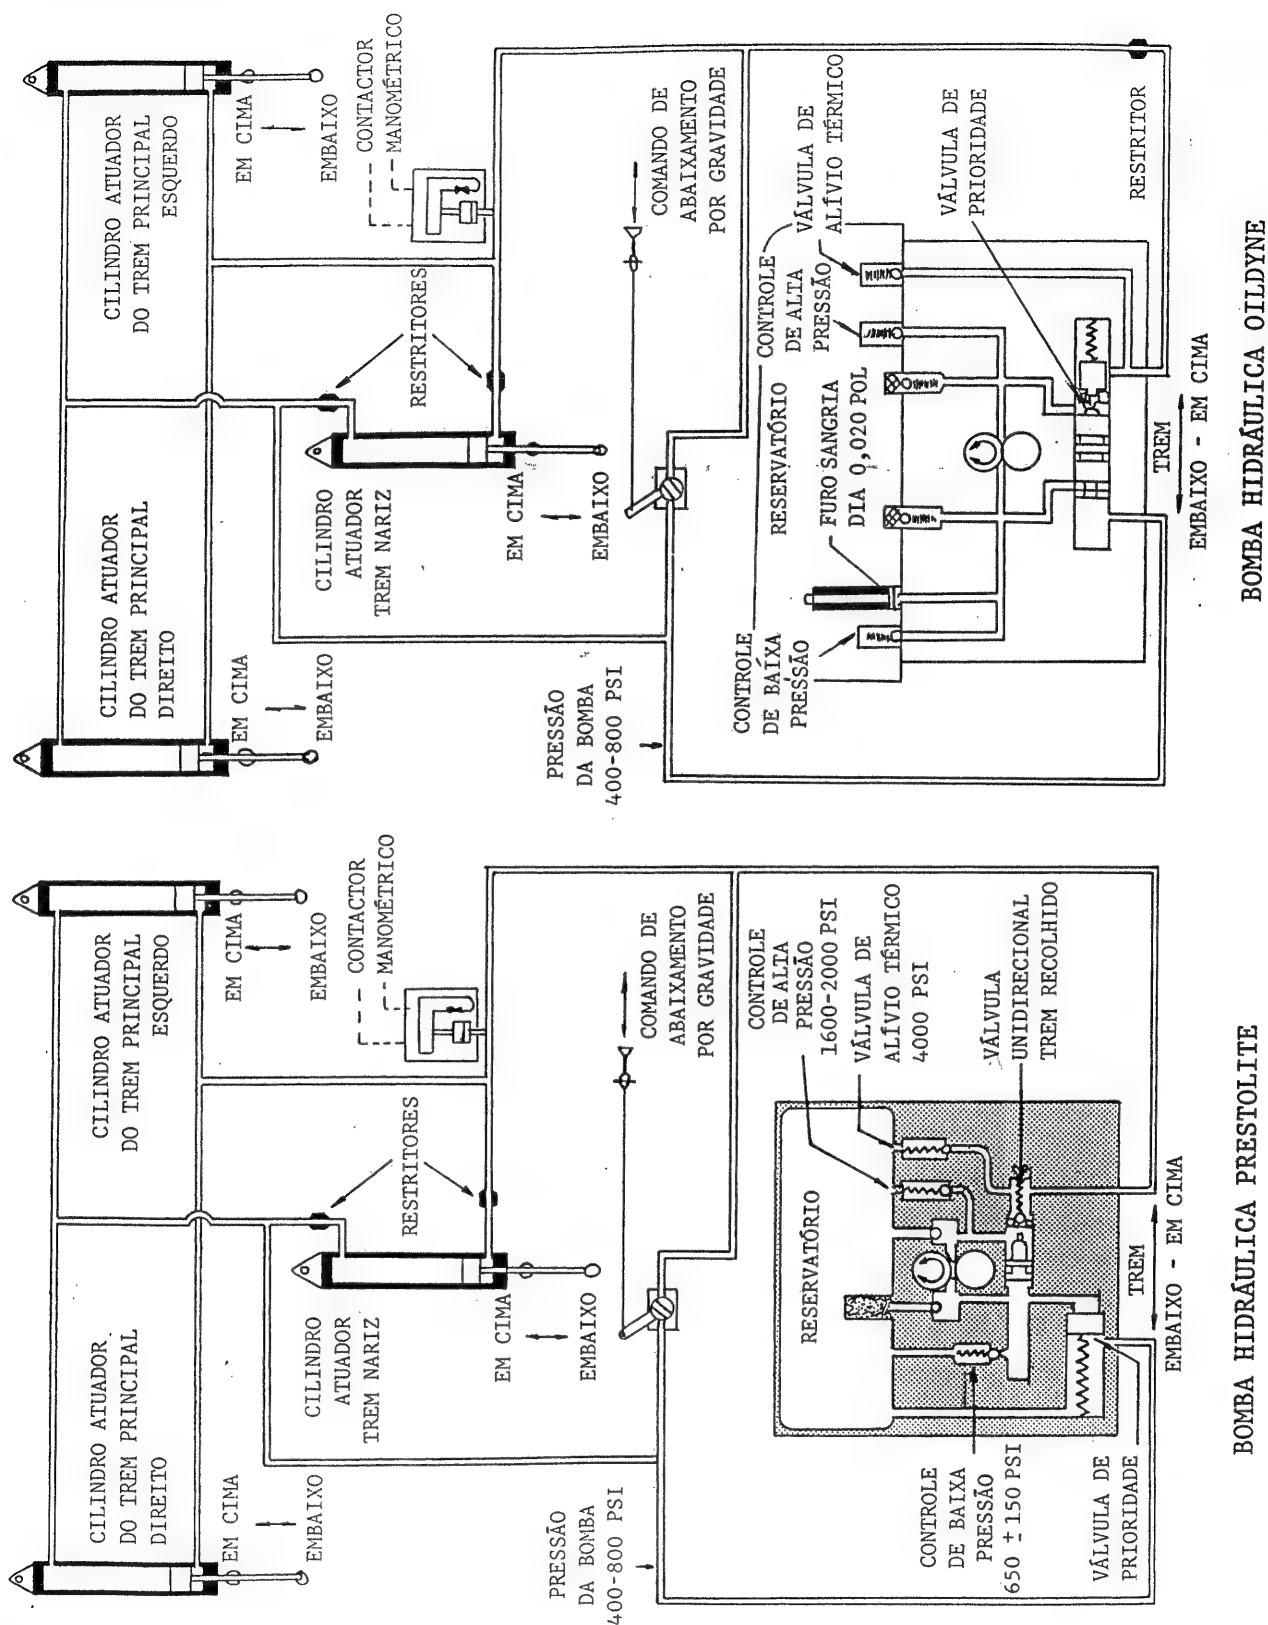 CILINDRO ATUADOR
DO TREM PRINCIPAL
DIREITO
EM CIMA
EMBAIXO
CILINDRO ATUADOR
DO TREM PRINCIPAL
ESQUERDO
EM CIMA
EMBAIXO
CONTACTOR
MANOMÉTRICO
RESTRITORES
CILINDRO
ATUADOR
TREM NARIZ
EM CIMA
EMBAIXO
COMANDO DE
ABAIXAMENTO
POR GRAVIDADE
PRESSÃO
DA BOMBA
400-800 PSI
CONTROLE
DE ALTA
PRESSÃO
1600-2000 PSI
VÁLVULA DE
ALÍVIO TÉRMICO
4000 PSI
VÁLVULA
UNIDIRECIONAL
TREM RECOLHIDO
RESERVATÓRIO
CONTROLE
DE BAIXA
PRESSÃO
650 ± 150 PSI
VÁLVULA DE
PRIORIDADE
TREM
EMBAIXO - EM CIMA
BOMBA HIDRÁULICA PRESTOLITE
CILINDRO ATUADOR
DO TREM PRINCIPAL
DIREITO
EM CIMA
EMBAIXO
CILINDRO ATUADOR
DO TREM PRINCIPAL
ESQUERDO
EM CIMA
EMBAIXO
CONTACTOR
MANOMÉTRICO
RESTRITORES
CILINDRO
ATUADOR
TREM NARIZ
EM CIMA
EMBAIXO
COMANDO DE
ABAIXAMENTO
POR GRAVIDADE
PRESSÃO
DA BOMBA
400-800 PSI
CONTROLE
DE BAIXA
PRESSÃO
RESERVATÓRIO
FURO SANGRIA
DIA 0,020 POL
CONTROLE
DE ALTA
PRESSÃO
VÁLVULA DE
ALÍVIO TÉRMICO
VÁLVULA DE
PRIORIDADE
RESTRITOR
TREM
EMBAIXO - EM CIMA
BOMBA HIDRÁULICA OILDYNE